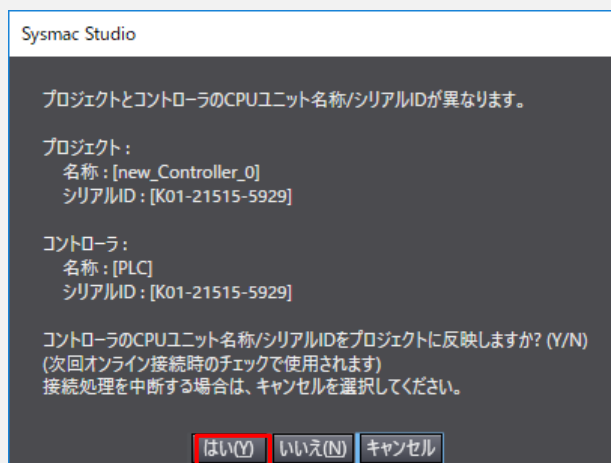 Sysmac Studio
プロジェクトとコントローラのCPUユニット名称/シリアルIDが異なります。
プロジェクト :
名称 : [new_Controller_0]
シリアルID : [K01-21515-5929]
コントローラ :
名称 : [PLC]
シリアルID : [K01-21515-5929]
コントローラのCPUユニット名称/シリアルIDをプロジェクトに反映しますか? (Y/N)
(次回オンライン接続時のチェックで使用されます)
接続処理を中断する場合は、キャンセルを選択してください。
はい(Y) いいえ(N) キャンセル